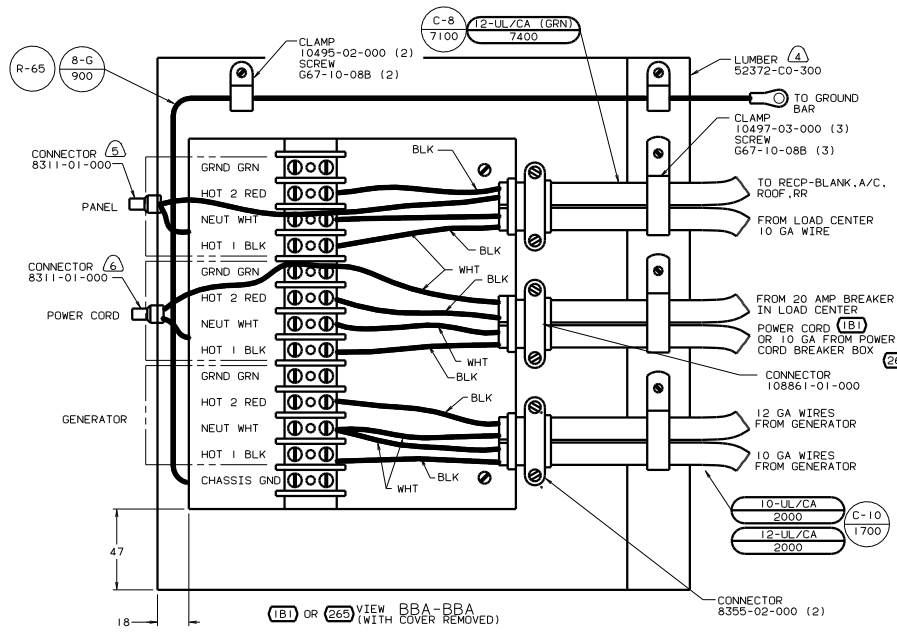 C-8
7100
12-UL/CA (GRN)
7400
R-65
8-G
900
CLAMP
10495-02-000 (2)
SCREW
G67-10-08B (2)
LUMBER 4
52372-C0-300
TO GROUND
BAR
CLAMP
10497-03-000 (3)
SCREW
G67-10-08B (3)
CONNECTOR 5
8311-01-000
PANEL
GRND GRN
HOT 2 RED
NEUT WHT
HOT 1 BLK
BLK
BLK
WHT
TO RECP-BLANK,A/C,
ROOF,RR
FROM LOAD CENTER
10 GA WIRE
CONNECTOR 6
8311-01-000
POWER CORD
GRND GRN
HOT 2 RED
NEUT WHT
HOT 1 BLK
BLK
WHT
BLK
FROM 20 AMP BREAKER
IN LOAD CENTER
POWER CORD 1B1
OR 10 GA FROM POWER
CORD BREAKER BOX
CONNECTOR
108861-01-000
GENERATOR
GRND GRN
HOT 2 RED
NEUT WHT
HOT 1 BLK
CHASSIS GND
BLK
BLK
WHT
12 GA WIRES
FROM GENERATOR
10 GA WIRES
FROM GENERATOR
10-UL/CA
2000
12-UL/CA
2000
C-10
1700
CONNECTOR
8355-02-000 (2)
47
18
1B1 OR 265 VIEW BBA-BBA
(WITH COVER REMOVED)